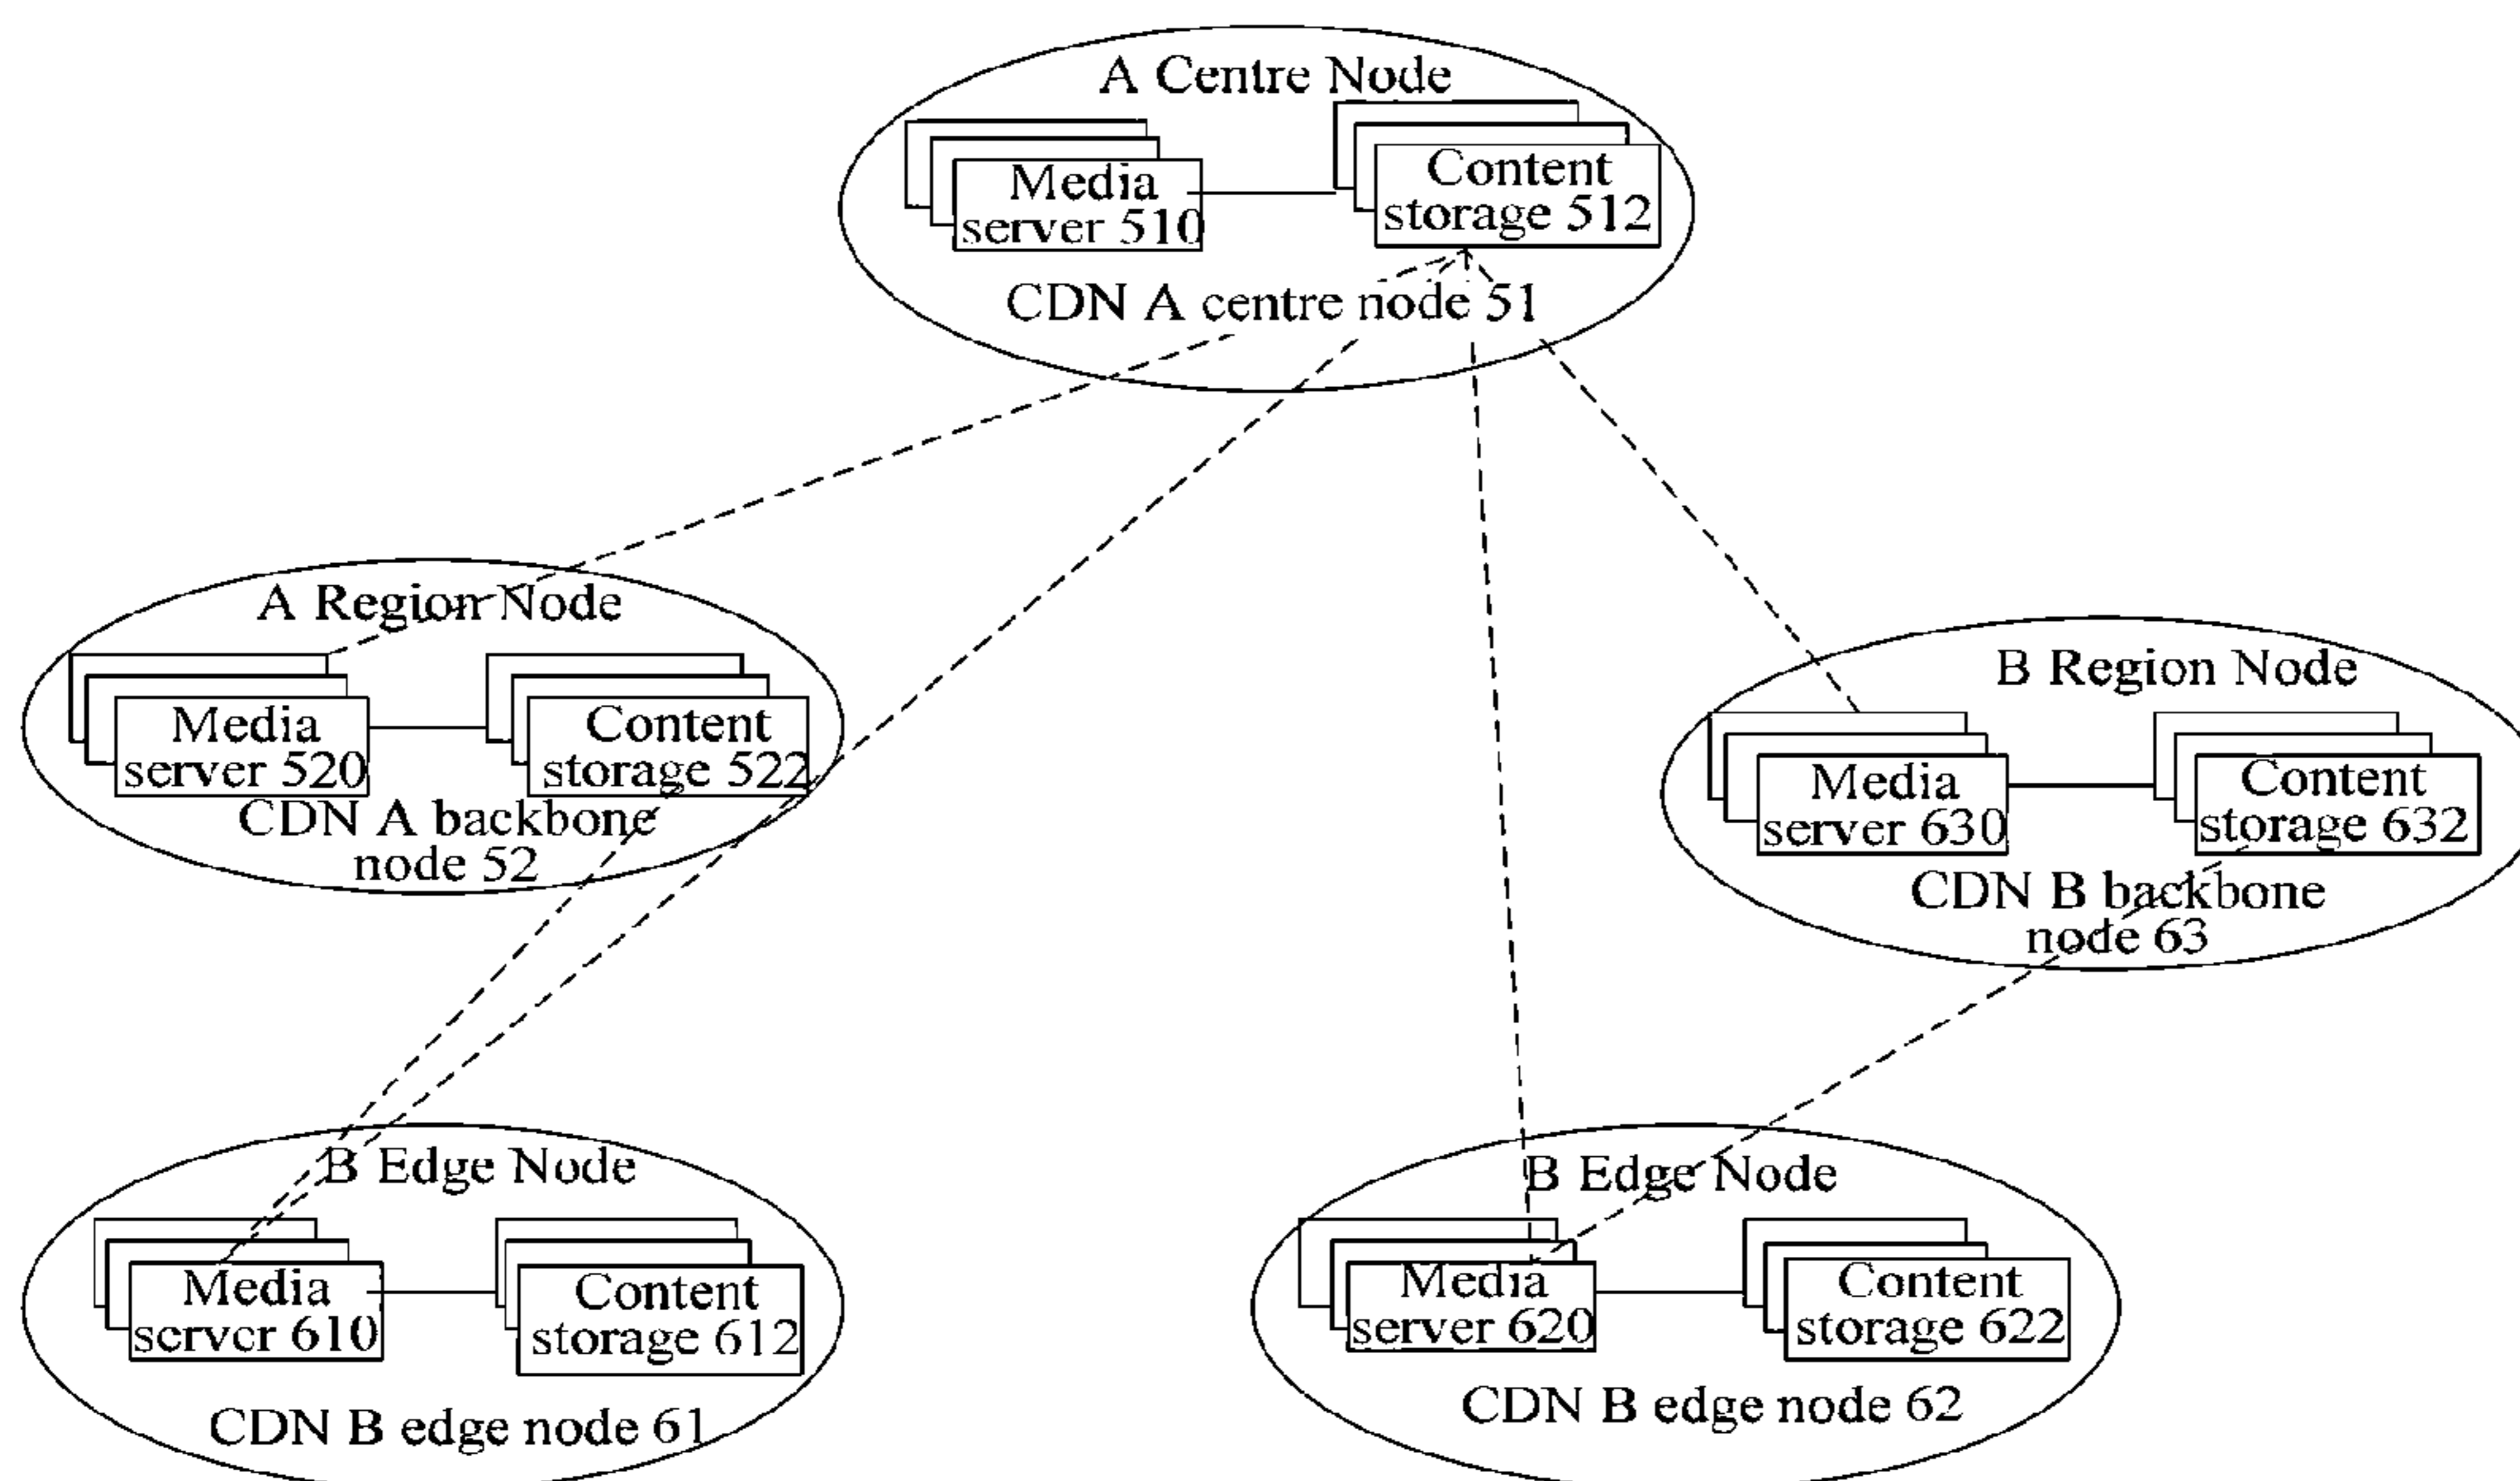 A Centre Node
Media
server 510
Content
storage 512
CDN A centre node 51
A Region Node
Media
server 520
Content
storage 522
CDN A backbone
node 52
B Region Node
Media
server 630
Content
storage 632
CDN B backbone
node 63
B Edge Node
Media
server 610
Content
storage 612
CDN B edge node 61
B Edge Node
Media
server 620
Content
storage 622
CDN B edge node 62